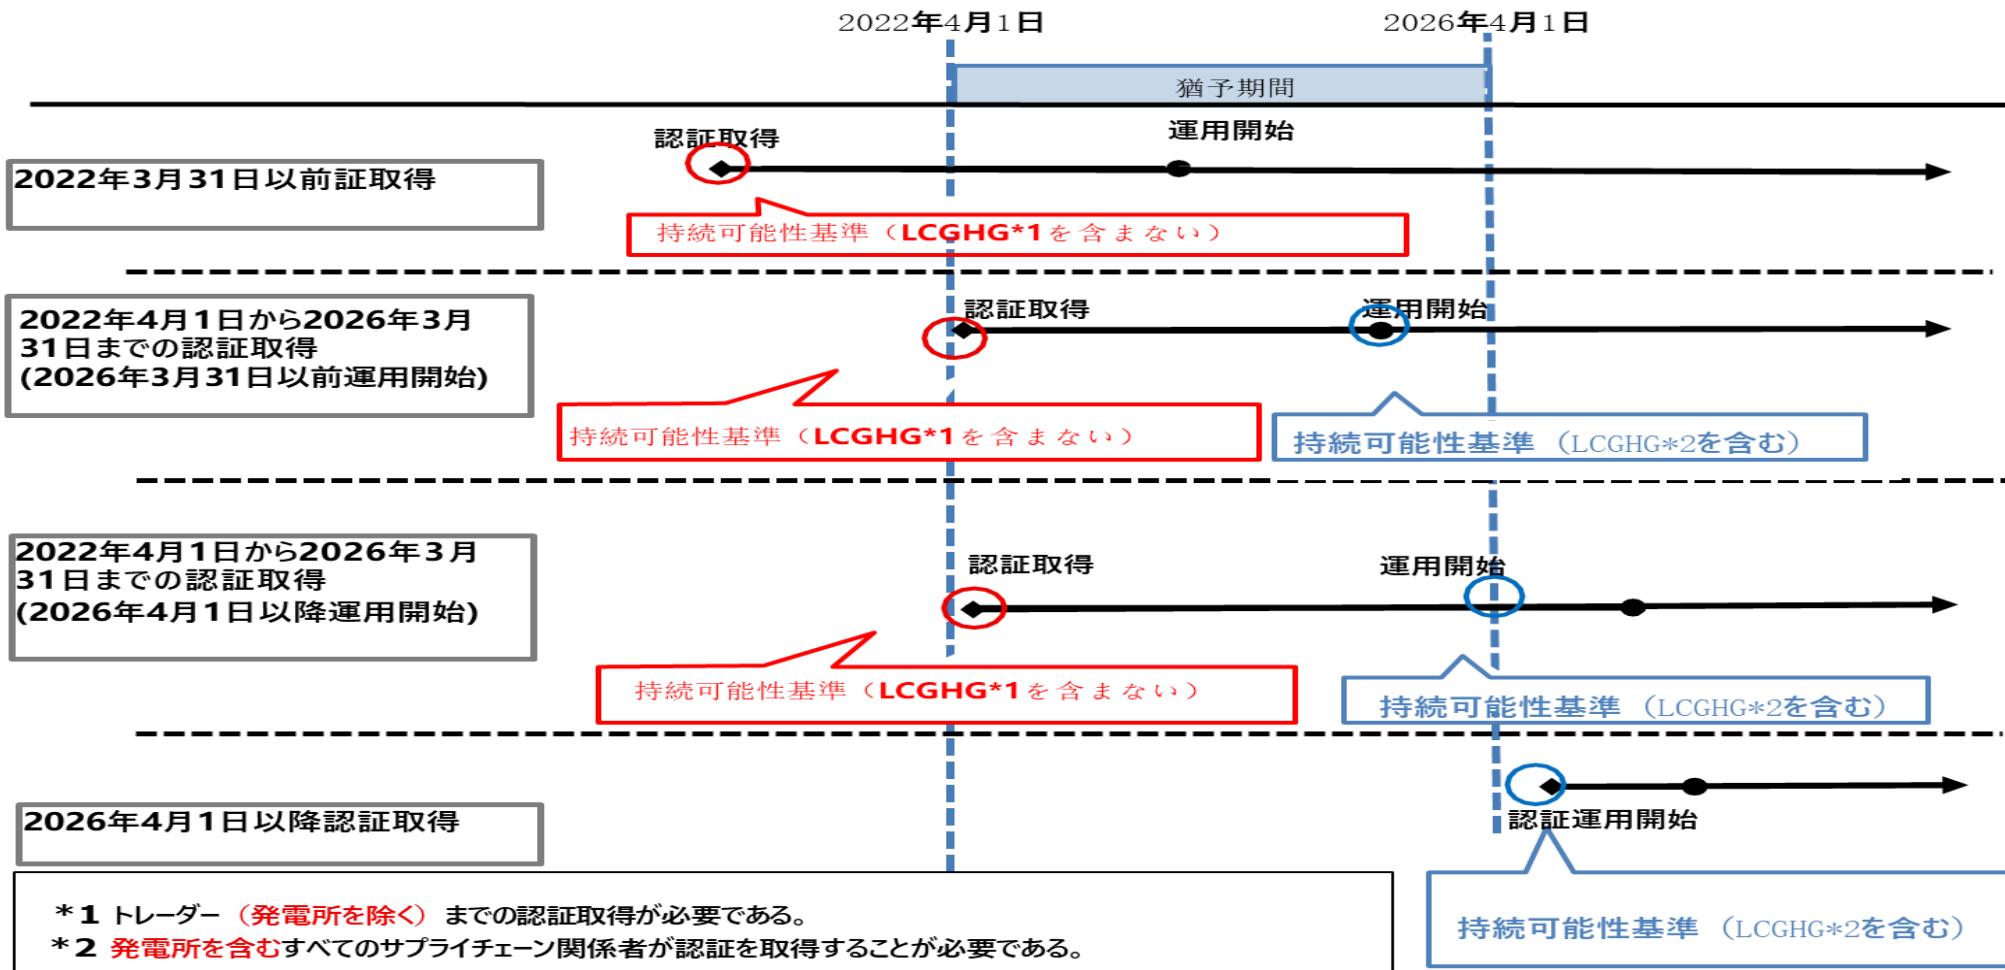 2022年4月1日
2026年4月1日
猶予期間
認証取得
運用開始
2022年3月31日以前証取得
持続可能性基準（LCGHG*1を含まない）
2022年4月1日から2026年3月
31日までの認証取得
(2026年3月31日以前運用開始)
認証取得
運用開始
持続可能性基準（LCGHG*1を含まない）
持続可能性基準（LCGHG*2を含む）
2022年4月1日から2026年３月
31日までの認証取得
(2026年4月1日以降運用開始)
認証取得
運用開始
持続可能性基準（LCGHG*1を含まない）
持続可能性基準（LCGHG*2を含む）
2026年4月1日以降認証取得
認証運用開始
持続可能性基準（LCGHG*2を含む）
*1 トレーダー（発電所を除く）までの認証取得が必要である。
*2 発電所を含むすべてのサプライチェーン関係者が認証を取得することが必要である。